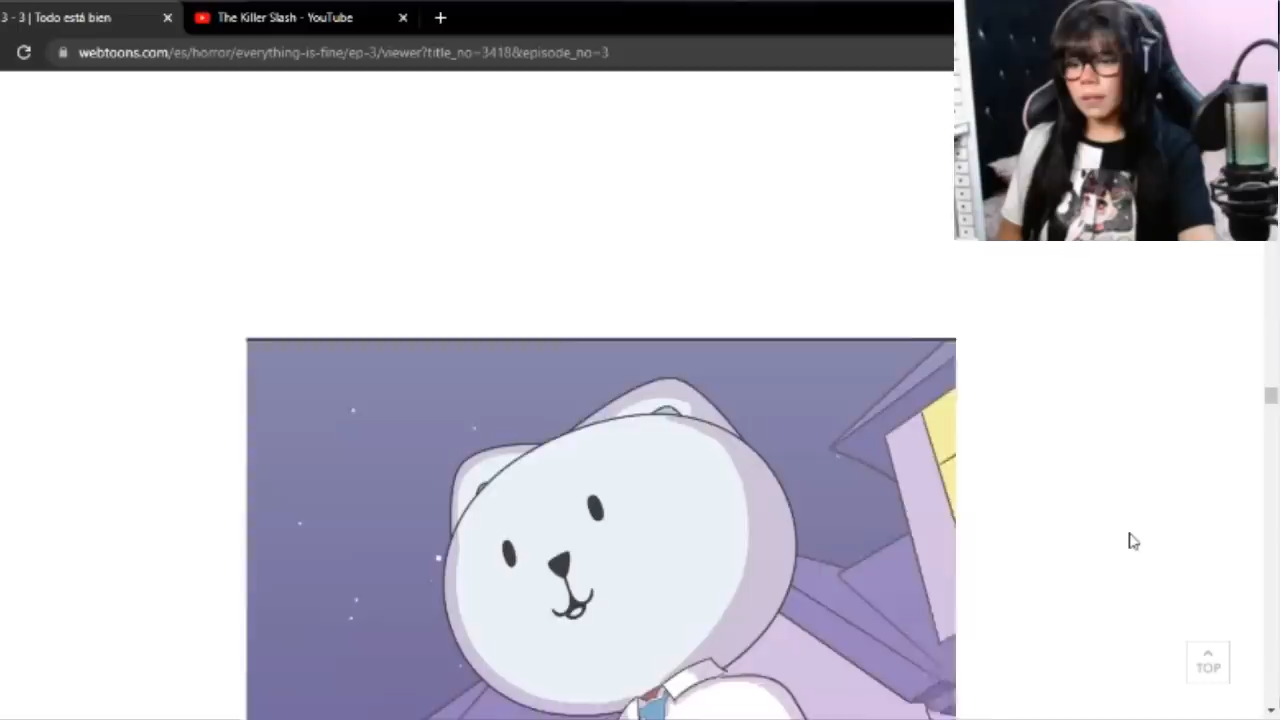 3 - 3 | Todo está bien
The Killer Slash - YouTube
webtoons.com/es/horror/everything-is-fine/ep-3/viewer?title_no=3418&episode_no=3
TOP